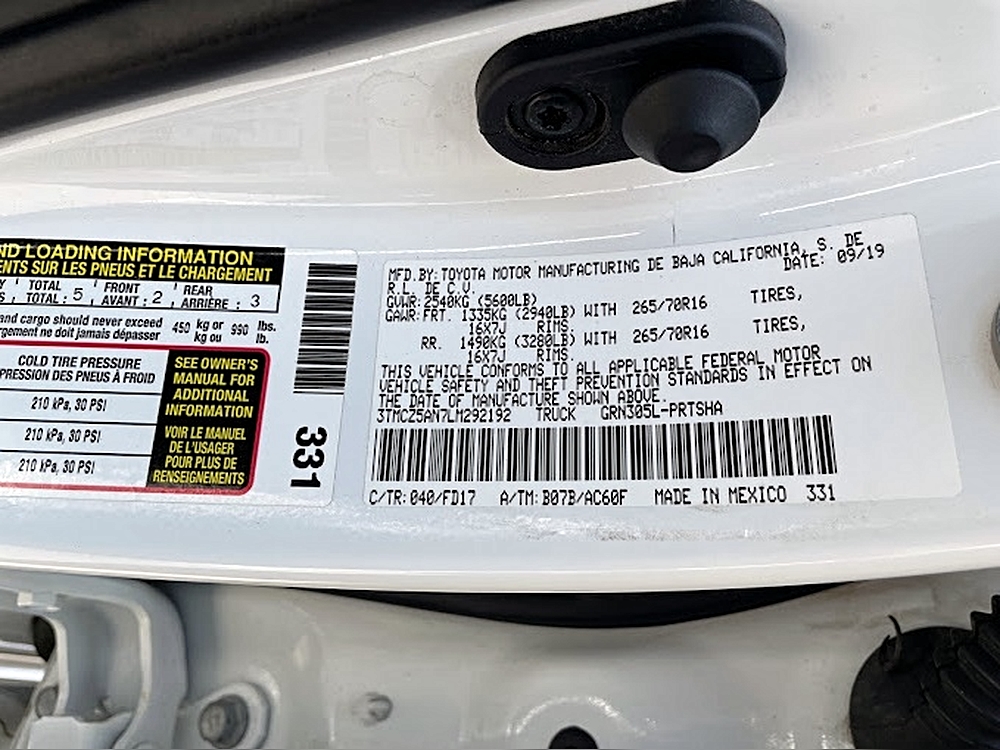 ND LOADING INFORMATION
ENTS SUR LES PNEUS ET LE CHARGEMENT
TOTAL FRONT REAR
TOTAL : 5 AVANT : 2 ARRIÈRE : 3
and cargo should never exceed 450 kg or 990 lbs.
rgement ne doit jamais dépasser kg ou lb.
COLD TIRE PRESSURE
PRESSION DES PNEUS À FROID
210 kPa, 30 PSI
210 kPa, 30 PSI
210 kPa, 30 PSI
SEE OWNER'S
MANUAL FOR
ADDITIONAL
INFORMATION
VOIR LE MANUEL
DE L'USAGER
POUR PLUS DE
RENSEIGNEMENTS
331
MFD.BY:TOYOTA MOTOR MANUFACTURING DE BAJA CALIFORNIA, S. DE
R.L. DE C.V. DATE: 09/19
GVWR:2540KG (5600LB)
GAWR:FRT. 1335KG (2940LB) WITH 265/70R16 TIRES,
16X7J RIMS.
RR. 1490KG (3280LB) WITH 265/70R16 TIRES,
16X7J RIMS.
THIS VEHICLE CONFORMS TO ALL APPLICABLE FEDERAL MOTOR
VEHICLE SAFETY AND THEFT PREVENTION STANDARDS IN EFFECT ON
THE DATE OF MANUFACTURE SHOWN ABOVE.
3TMCZ5AN7LM292192 TRUCK GRN305L-PRTSHA
C/TR:040/FD17 A/TM:B07B/AC60F MADE IN MEXICO 331